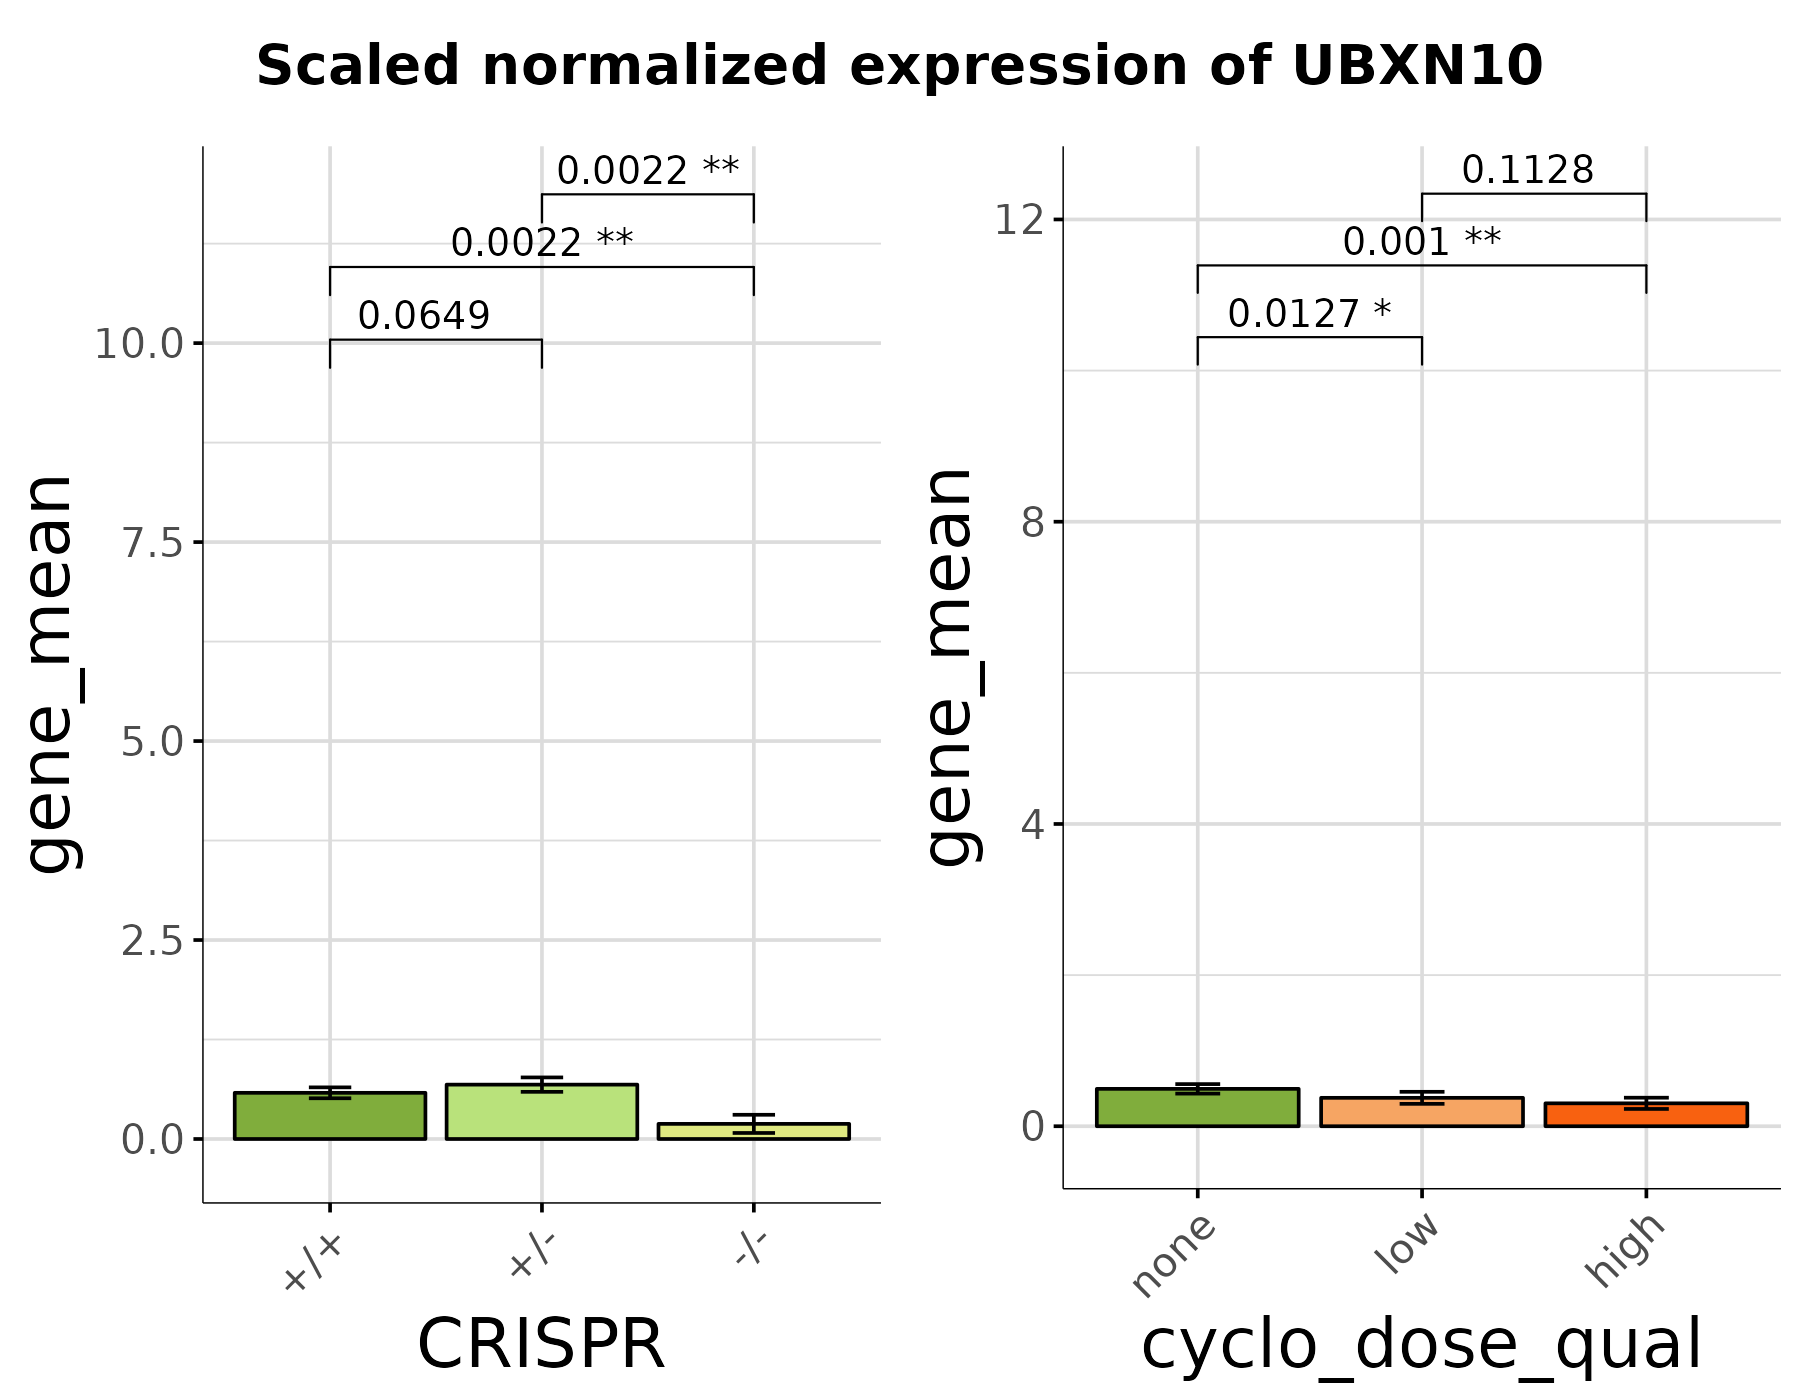 Scaled normalized expression of UBXN10
gene_mean
10.0
7.5
5.0
2.5
0.0
0.0022 **
0.0022 **
0.0649
+/+
+/-
-/-
CRISPR
gene_mean
12
8
4
0
0.1128
0.001 **
0.0127 *
none
low
high
cyclo_dose_qual